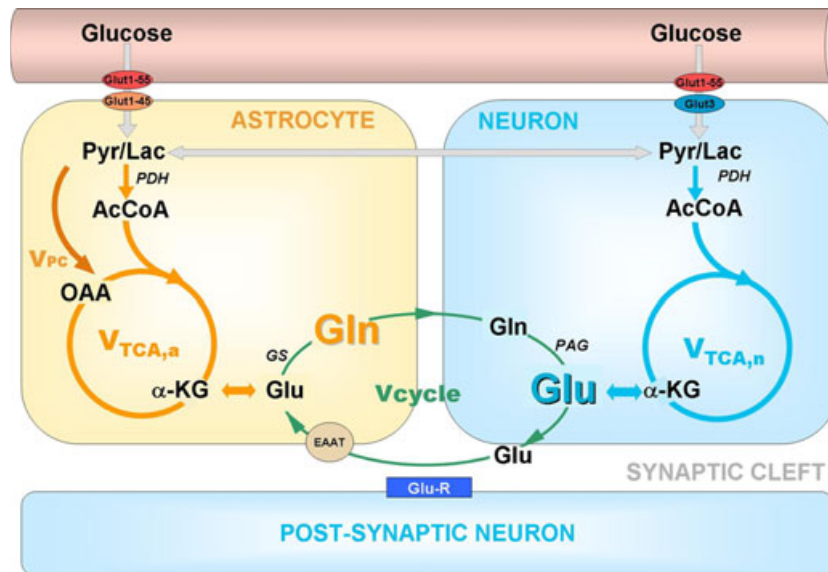 Glucose
Glucose
Glut1-55
Glut1-55
Glut1-45
Glut3
ASTROCYTE
NEURON
Pyr/Lac
Pyr/Lac
PDH
PDH
AcCoA
AcCoA
VPC
OAA
VTCA,a
α-KG
GS
Glu
Gln
Vcycle
Gln
PAG
Glu
α-KG
VTCA,n
EAAT
Glu
SYNAPTIC CLEFT
Glu-R
POST-SYNAPTIC NEURON